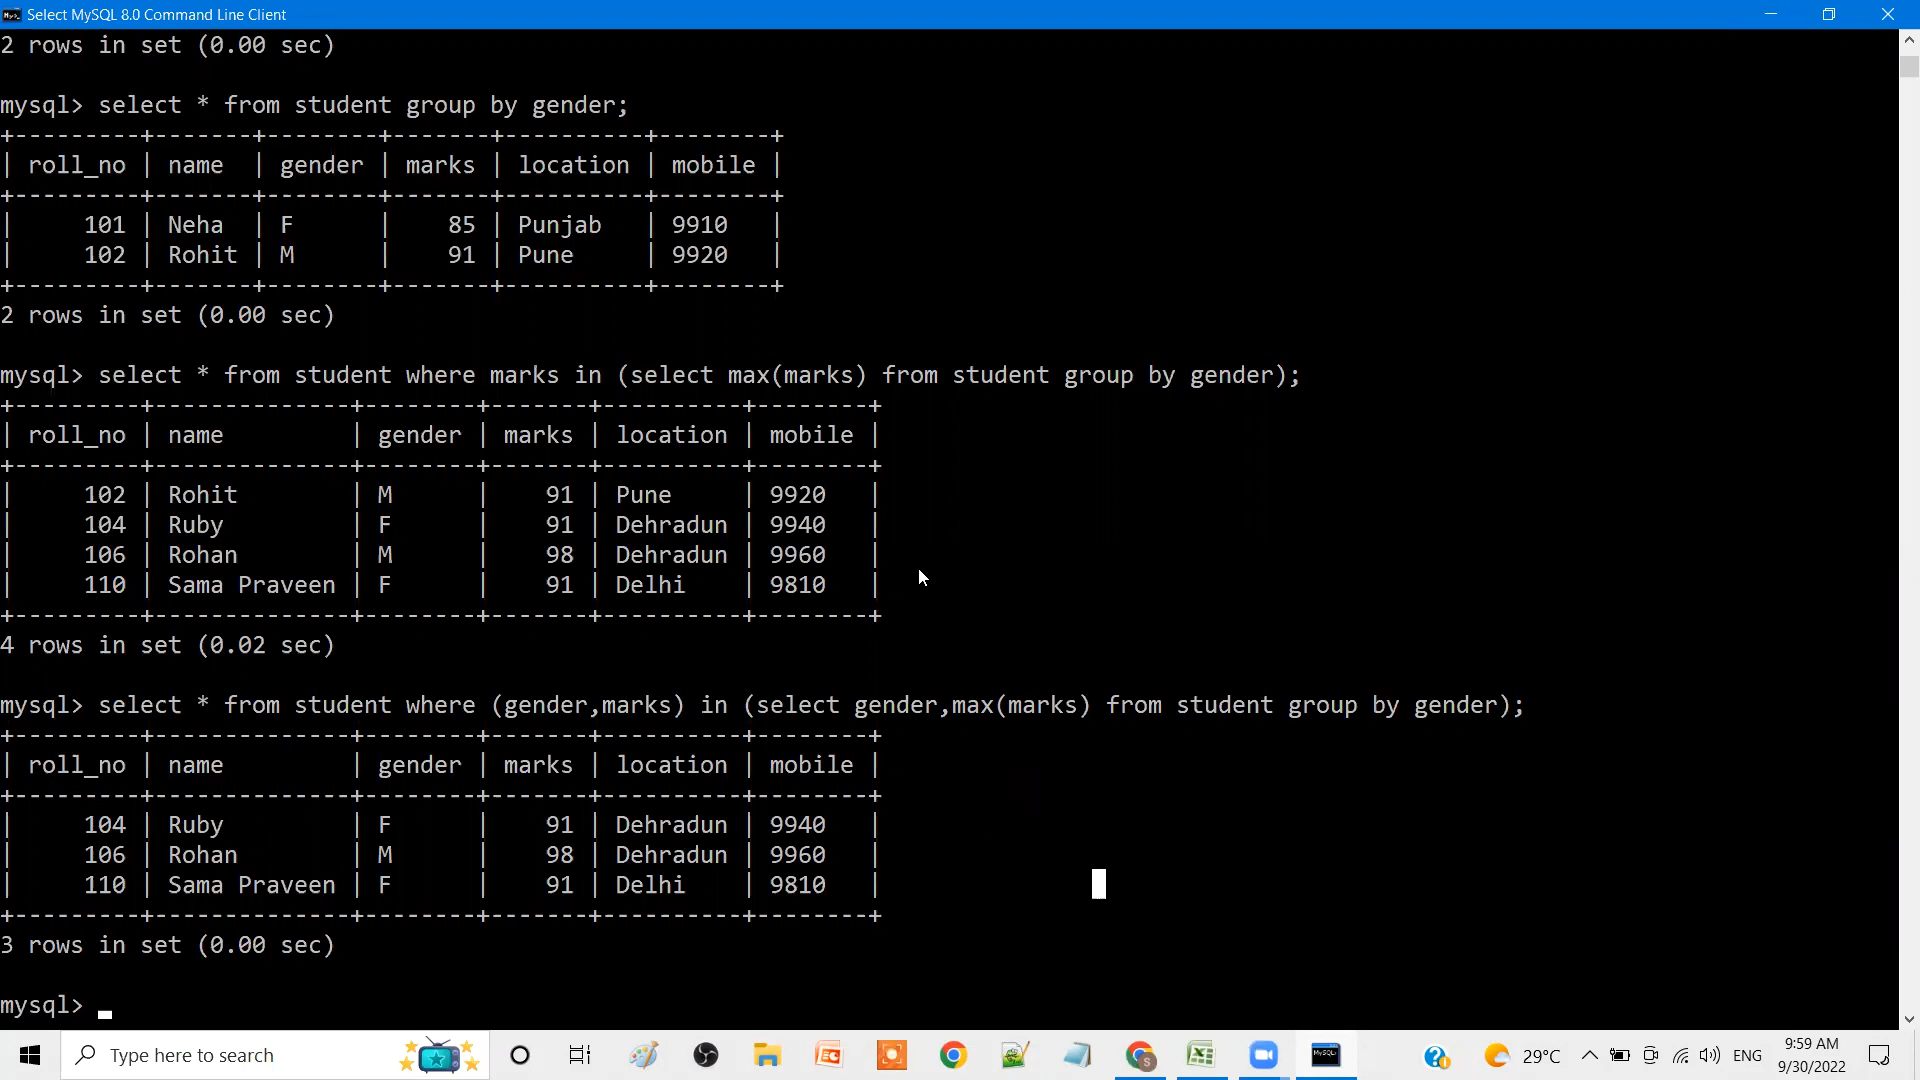 Select MySQL 8.0 Command Line Client
2 rows in set (0.00 sec)
mysql> select * from student group by gender;
+---------+-------+--------+-------+----------+--------+
| roll_no | name  | gender | marks | location | mobile |
+---------+-------+--------+-------+----------+--------+
|     101 | Neha  | F      |    85 | Punjab   | 9910   |
|     102 | Rohit | M      |    91 | Pune     | 9920   |
+---------+-------+--------+-------+----------+--------+
2 rows in set (0.00 sec)
mysql> select * from student where marks in (select max(marks) from student group by gender);
+---------+--------------+--------+-------+----------+--------+
| roll_no | name         | gender | marks | location | mobile |
+---------+--------------+--------+-------+----------+--------+
|     102 | Rohit        | M      |    91 | Pune     | 9920   |
|     104 | Ruby         | F      |    91 | Dehradun | 9940   |
|     106 | Rohan        | M      |    98 | Dehradun | 9960   |
|     110 | Sama Praveen | F      |    91 | Delhi    | 9810   |
+---------+--------------+--------+-------+----------+--------+
4 rows in set (0.02 sec)
mysql> select * from student where (gender,marks) in (select gender,max(marks) from student group by gender);
+---------+--------------+--------+-------+----------+--------+
| roll_no | name         | gender | marks | location | mobile |
+---------+--------------+--------+-------+----------+--------+
|     104 | Ruby         | F      |    91 | Dehradun | 9940   |
|     106 | Rohan        | M      |    98 | Dehradun | 9960   |
|     110 | Sama Praveen | F      |    91 | Delhi    | 9810   |
+---------+--------------+--------+-------+----------+--------+
3 rows in set (0.00 sec)
mysql>
Type here to search
29°C
ENG
9:59 AM
9/30/2022